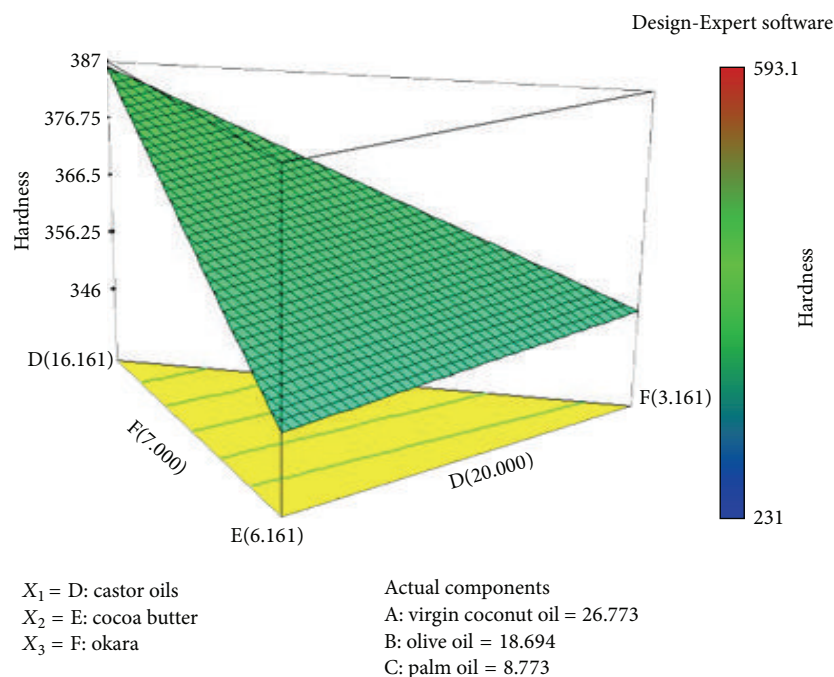 Design-Expert software
593.1
Hardness
231
387
376.75
366.5
356.25
346
Hardness
D(16.161)
F(7.000)
E(6.161)
D(20.000)
F(3.161)
X₁ = D: castor oils
X₂ = E: cocoa butter
X₃ = F: okara
Actual components
A: virgin coconut oil = 26.773
B: olive oil = 18.694
C: palm oil = 8.773